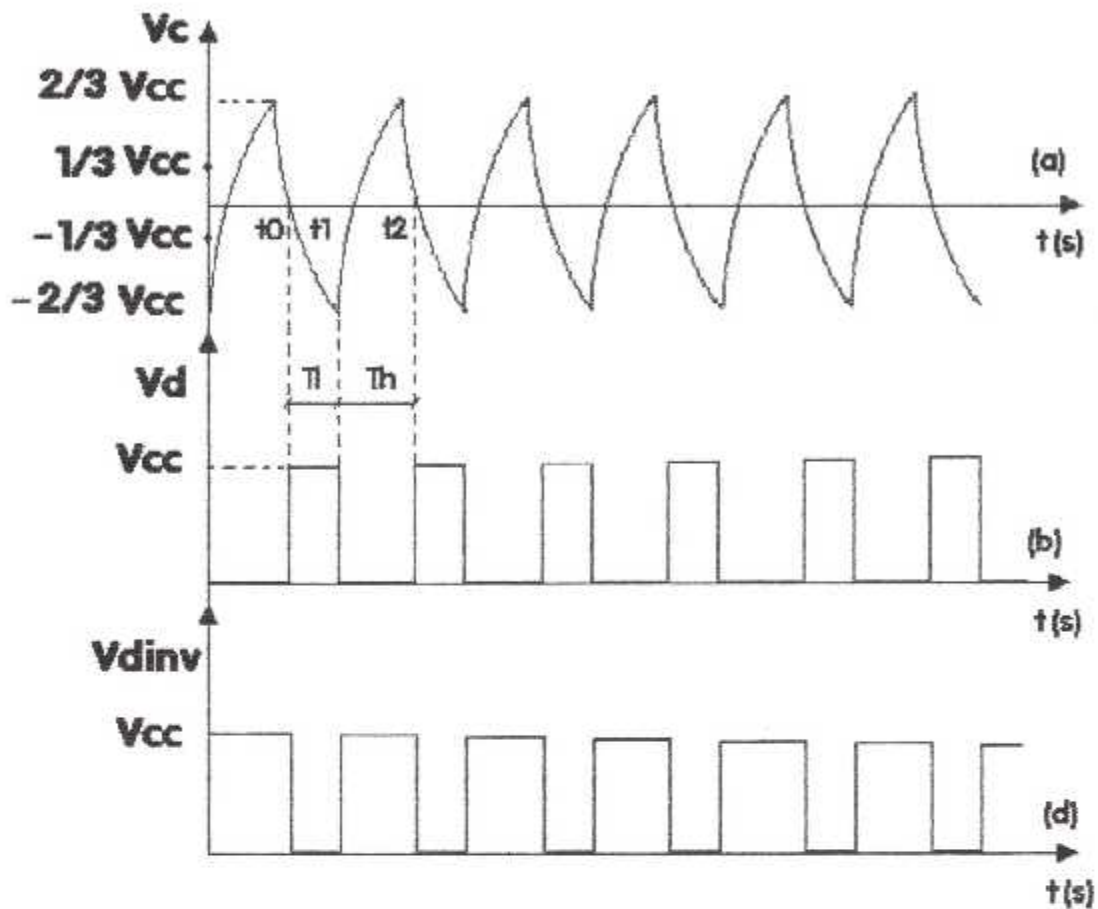 Vc
2/3 Vcc
1/3 Vcc
(a)
t0 t1 t2
t(s)
-1/3 Vcc
-2/3 Vcc
Vd
Tl Th
Vcc
(b)
t(s)
Vdinv
Vcc
(d)
t(s)